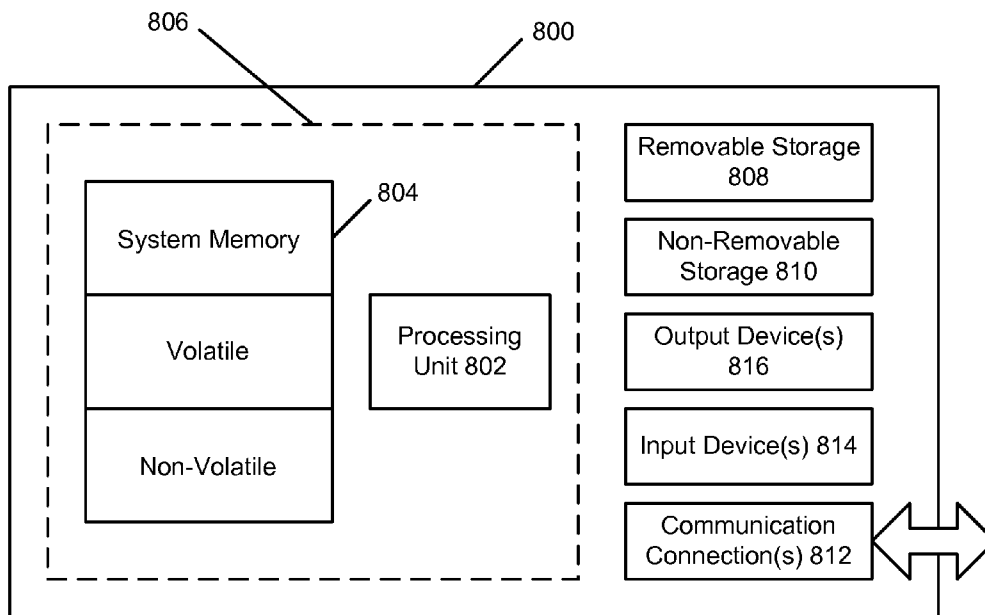 806
800
804
System Memory
Volatile
Non-Volatile
Processing
Unit 802
Removable Storage
808
Non-Removable
Storage 810
Output Device(s)
816
Input Device(s) 814
Communication
Connection(s) 812